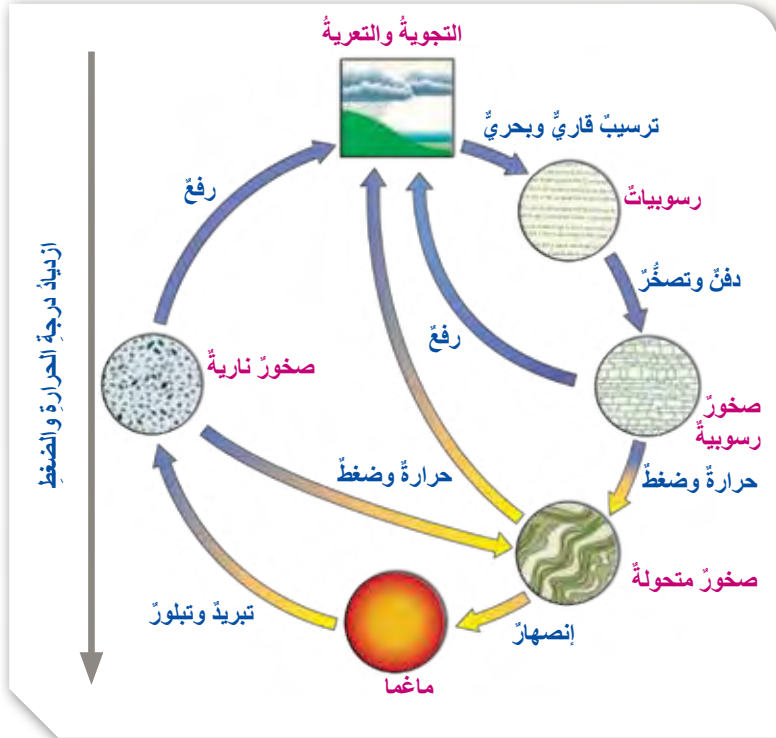 التجويةُ والتعريةُ
ترسيبٌ قاريٌّ وبحريٌّ
رسوبياتٌ
دفنٌ وتصخُّرٌ
رفعٌ
رفعٌ
صخورٌ ناريةٌ
صخورٌ
رسوبيةٌ
حرارةٌ وضغطٌ
حرارةٌ وضغطٌ
صخورٌ متحولةٌ
إنصهارٌ
تبريدٌ وتبلورٌ
ماغما
ازديادُ درجةِ الحرارةِ والضغطِ